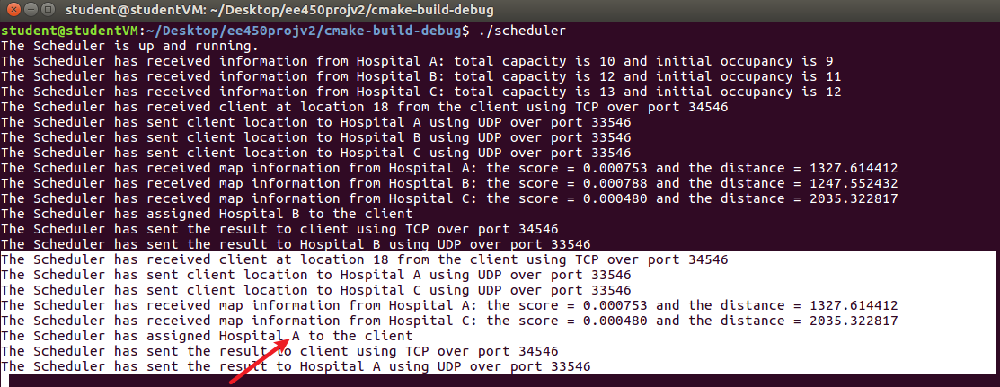 student@studentVM: ~/Desktop/ee450projv2/cmake-build-debug
student@studentVM:~/Desktop/ee450projv2/cmake-build-debug$ ./scheduler
The Scheduler is up and running.
The Scheduler has received information from Hospital A: total capacity is 10 and initial occupancy is 9
The Scheduler has received information from Hospital B: total capacity is 12 and initial occupancy is 11
The Scheduler has received information from Hospital C: total capacity is 13 and initial occupancy is 12
The Scheduler has received client at location 18 from the client using TCP over port 34546
The Scheduler has sent client location to Hospital A using UDP over port 33546
The Scheduler has sent client location to Hospital B using UDP over port 33546
The Scheduler has sent client location to Hospital C using UDP over port 33546
The Scheduler has received map information from Hospital A: the score = 0.000753 and the distance = 1327.614412
The Scheduler has received map information from Hospital B: the score = 0.000788 and the distance = 1247.552432
The Scheduler has received map information from Hospital C: the score = 0.000480 and the distance = 2035.322817
The Scheduler has assigned Hospital B to the client
The Scheduler has sent the result to client using TCP over port 34546
The Scheduler has sent the result to Hospital B using UDP over port 33546
The Scheduler has received client at location 18 from the client using TCP over port 34546
The Scheduler has sent client location to Hospital A using UDP over port 33546
The Scheduler has sent client location to Hospital C using UDP over port 33546
The Scheduler has received map information from Hospital A: the score = 0.000753 and the distance = 1327.614412
The Scheduler has received map information from Hospital C: the score = 0.000480 and the distance = 2035.322817
The Scheduler has assigned Hospital A to the client
The Scheduler has sent the result to client using TCP over port 34546
The Scheduler has sent the result to Hospital A using UDP over port 33546